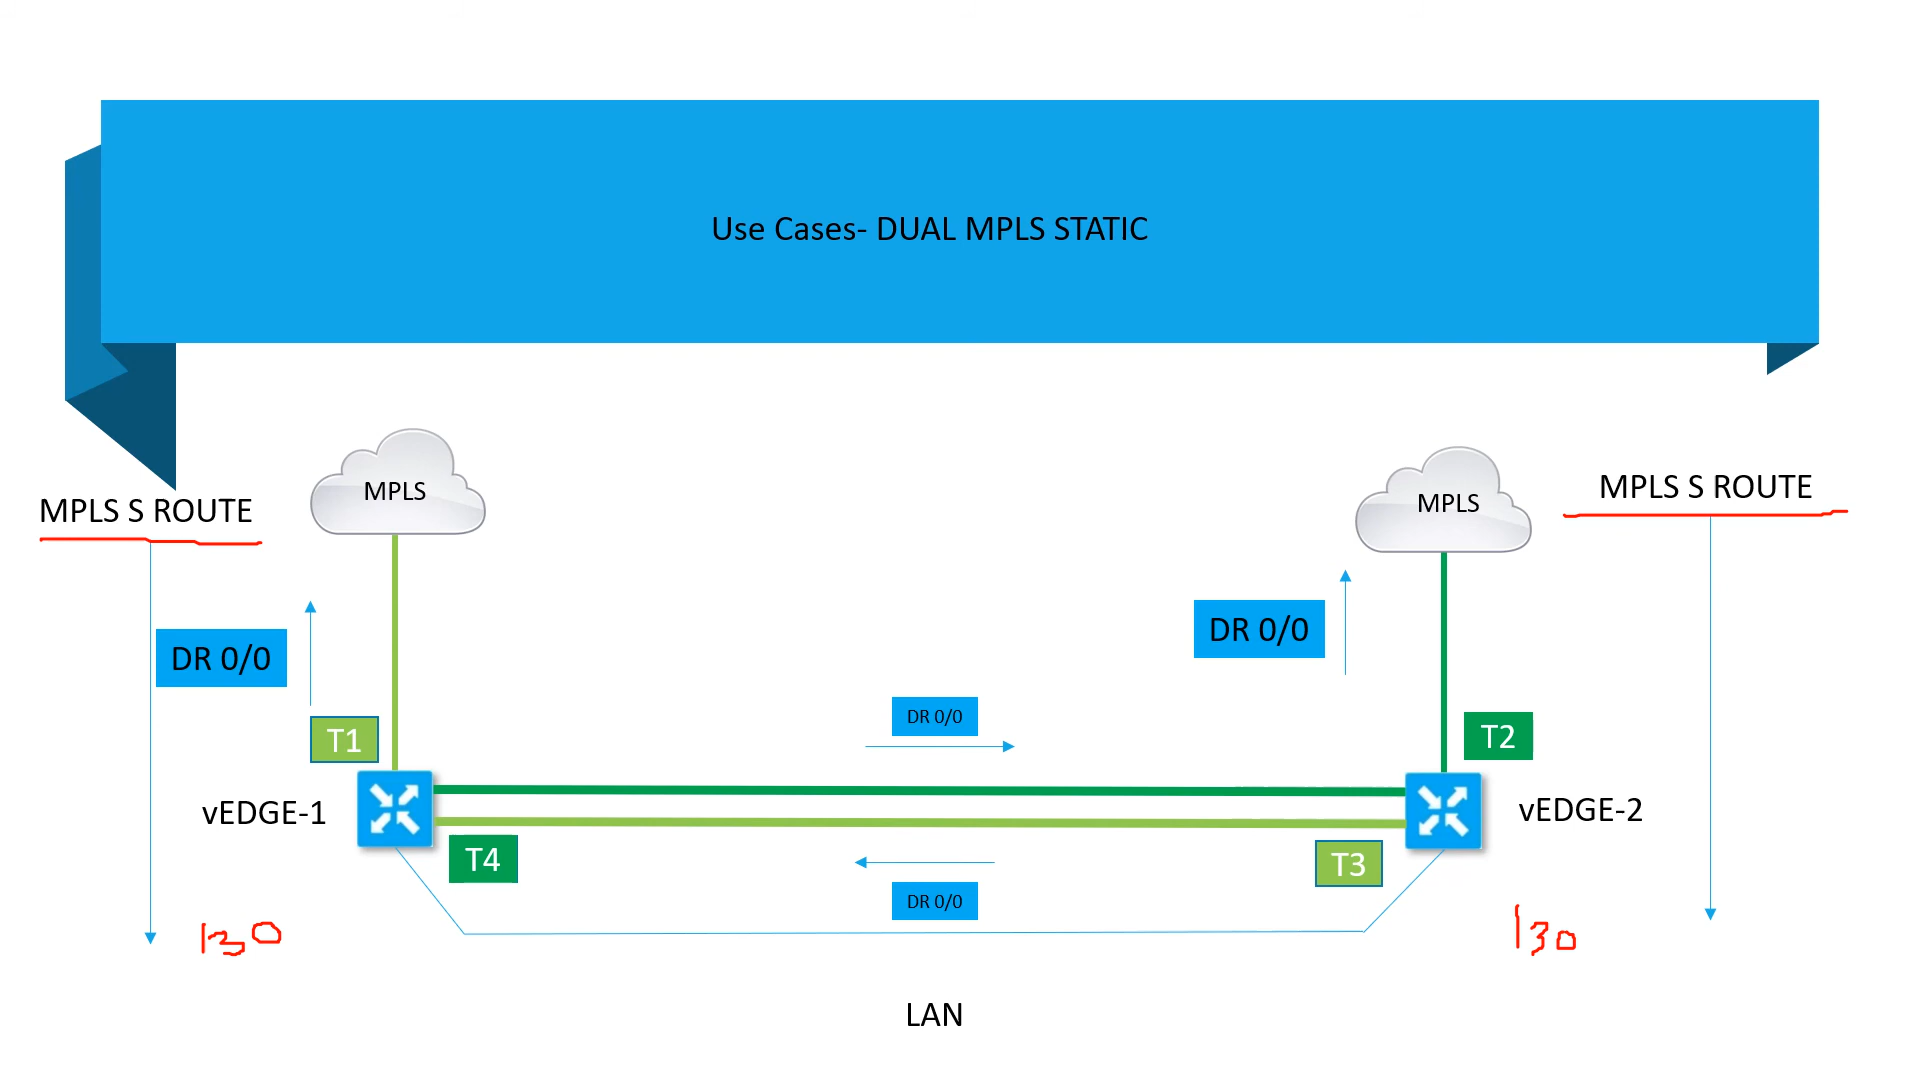 Use Cases- DUAL MPLS STATIC
MPLS S ROUTE
MPLS
MPLS
MPLS S ROUTE
DR 0/0
DR 0/0
DR 0/0
T1
T2
vEDGE-1
vEDGE-2
T4
T3
DR 0/0
130
130
LAN